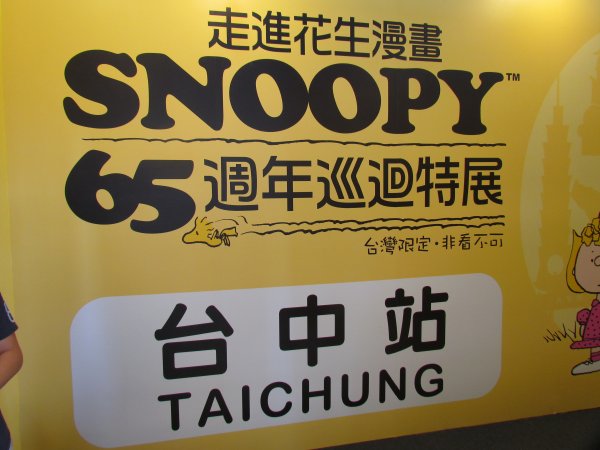 走進花生漫畫
SNOOPY™
65週年巡迴特展
台灣限定・非看不可
台中站
TAICHUNG